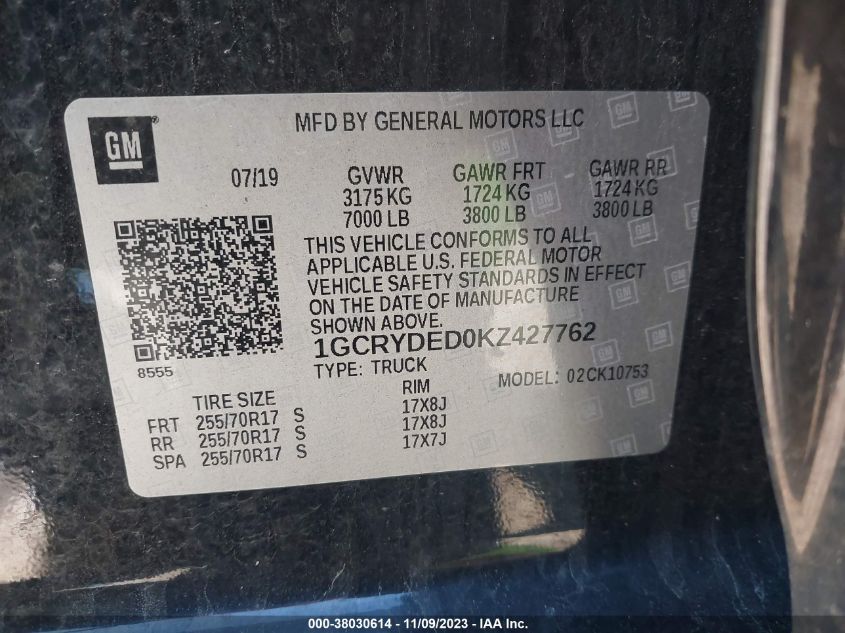 GM
MFD BY GENERAL MOTORS LLC
07/19
GVWR GAWR FRT GAWR RR
3175 KG 1724 KG 1724 KG
7000 LB 3800 LB 3800 LB
THIS VEHICLE CONFORMS TO ALL
APPLICABLE U.S. FEDERAL MOTOR
VEHICLE SAFETY STANDARDS IN EFFECT
ON THE DATE OF MANUFACTURE
SHOWN ABOVE.
1GCRYDED0KZ427762
8555
TYPE: TRUCK MODEL: 02CK10753
TIRE SIZE RIM
FRT 255/70R17 S 17X8J
RR 255/70R17 S 17X8J
SPA 255/70R17 S 17X7J
000-38030614 - 11/09/2023 - IAA Inc.